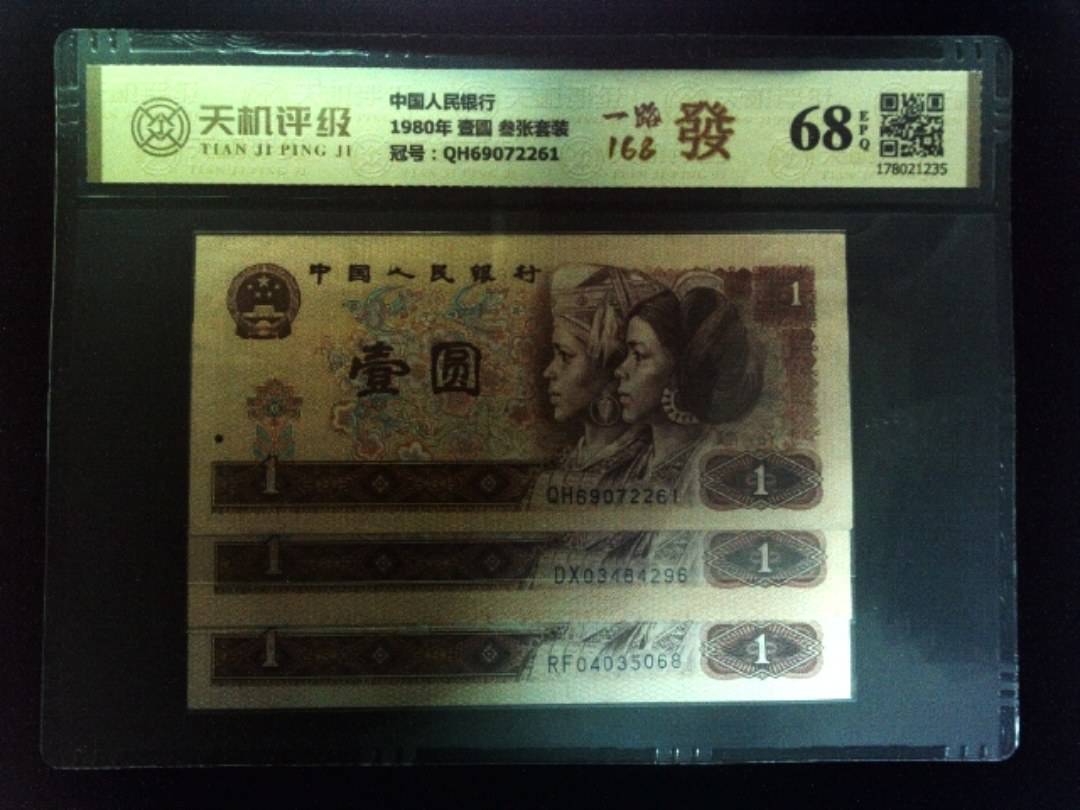 天机评级
TIAN JI PING JI
中国人民银行
1980年 壹圆 叁张套装
冠号：QH69072261
一路
168
發
68
EPQ
178021235
中国人民银行
1
壹圆
1
QH69072261
1
1
DX03484296
1
1
RF04035068
1